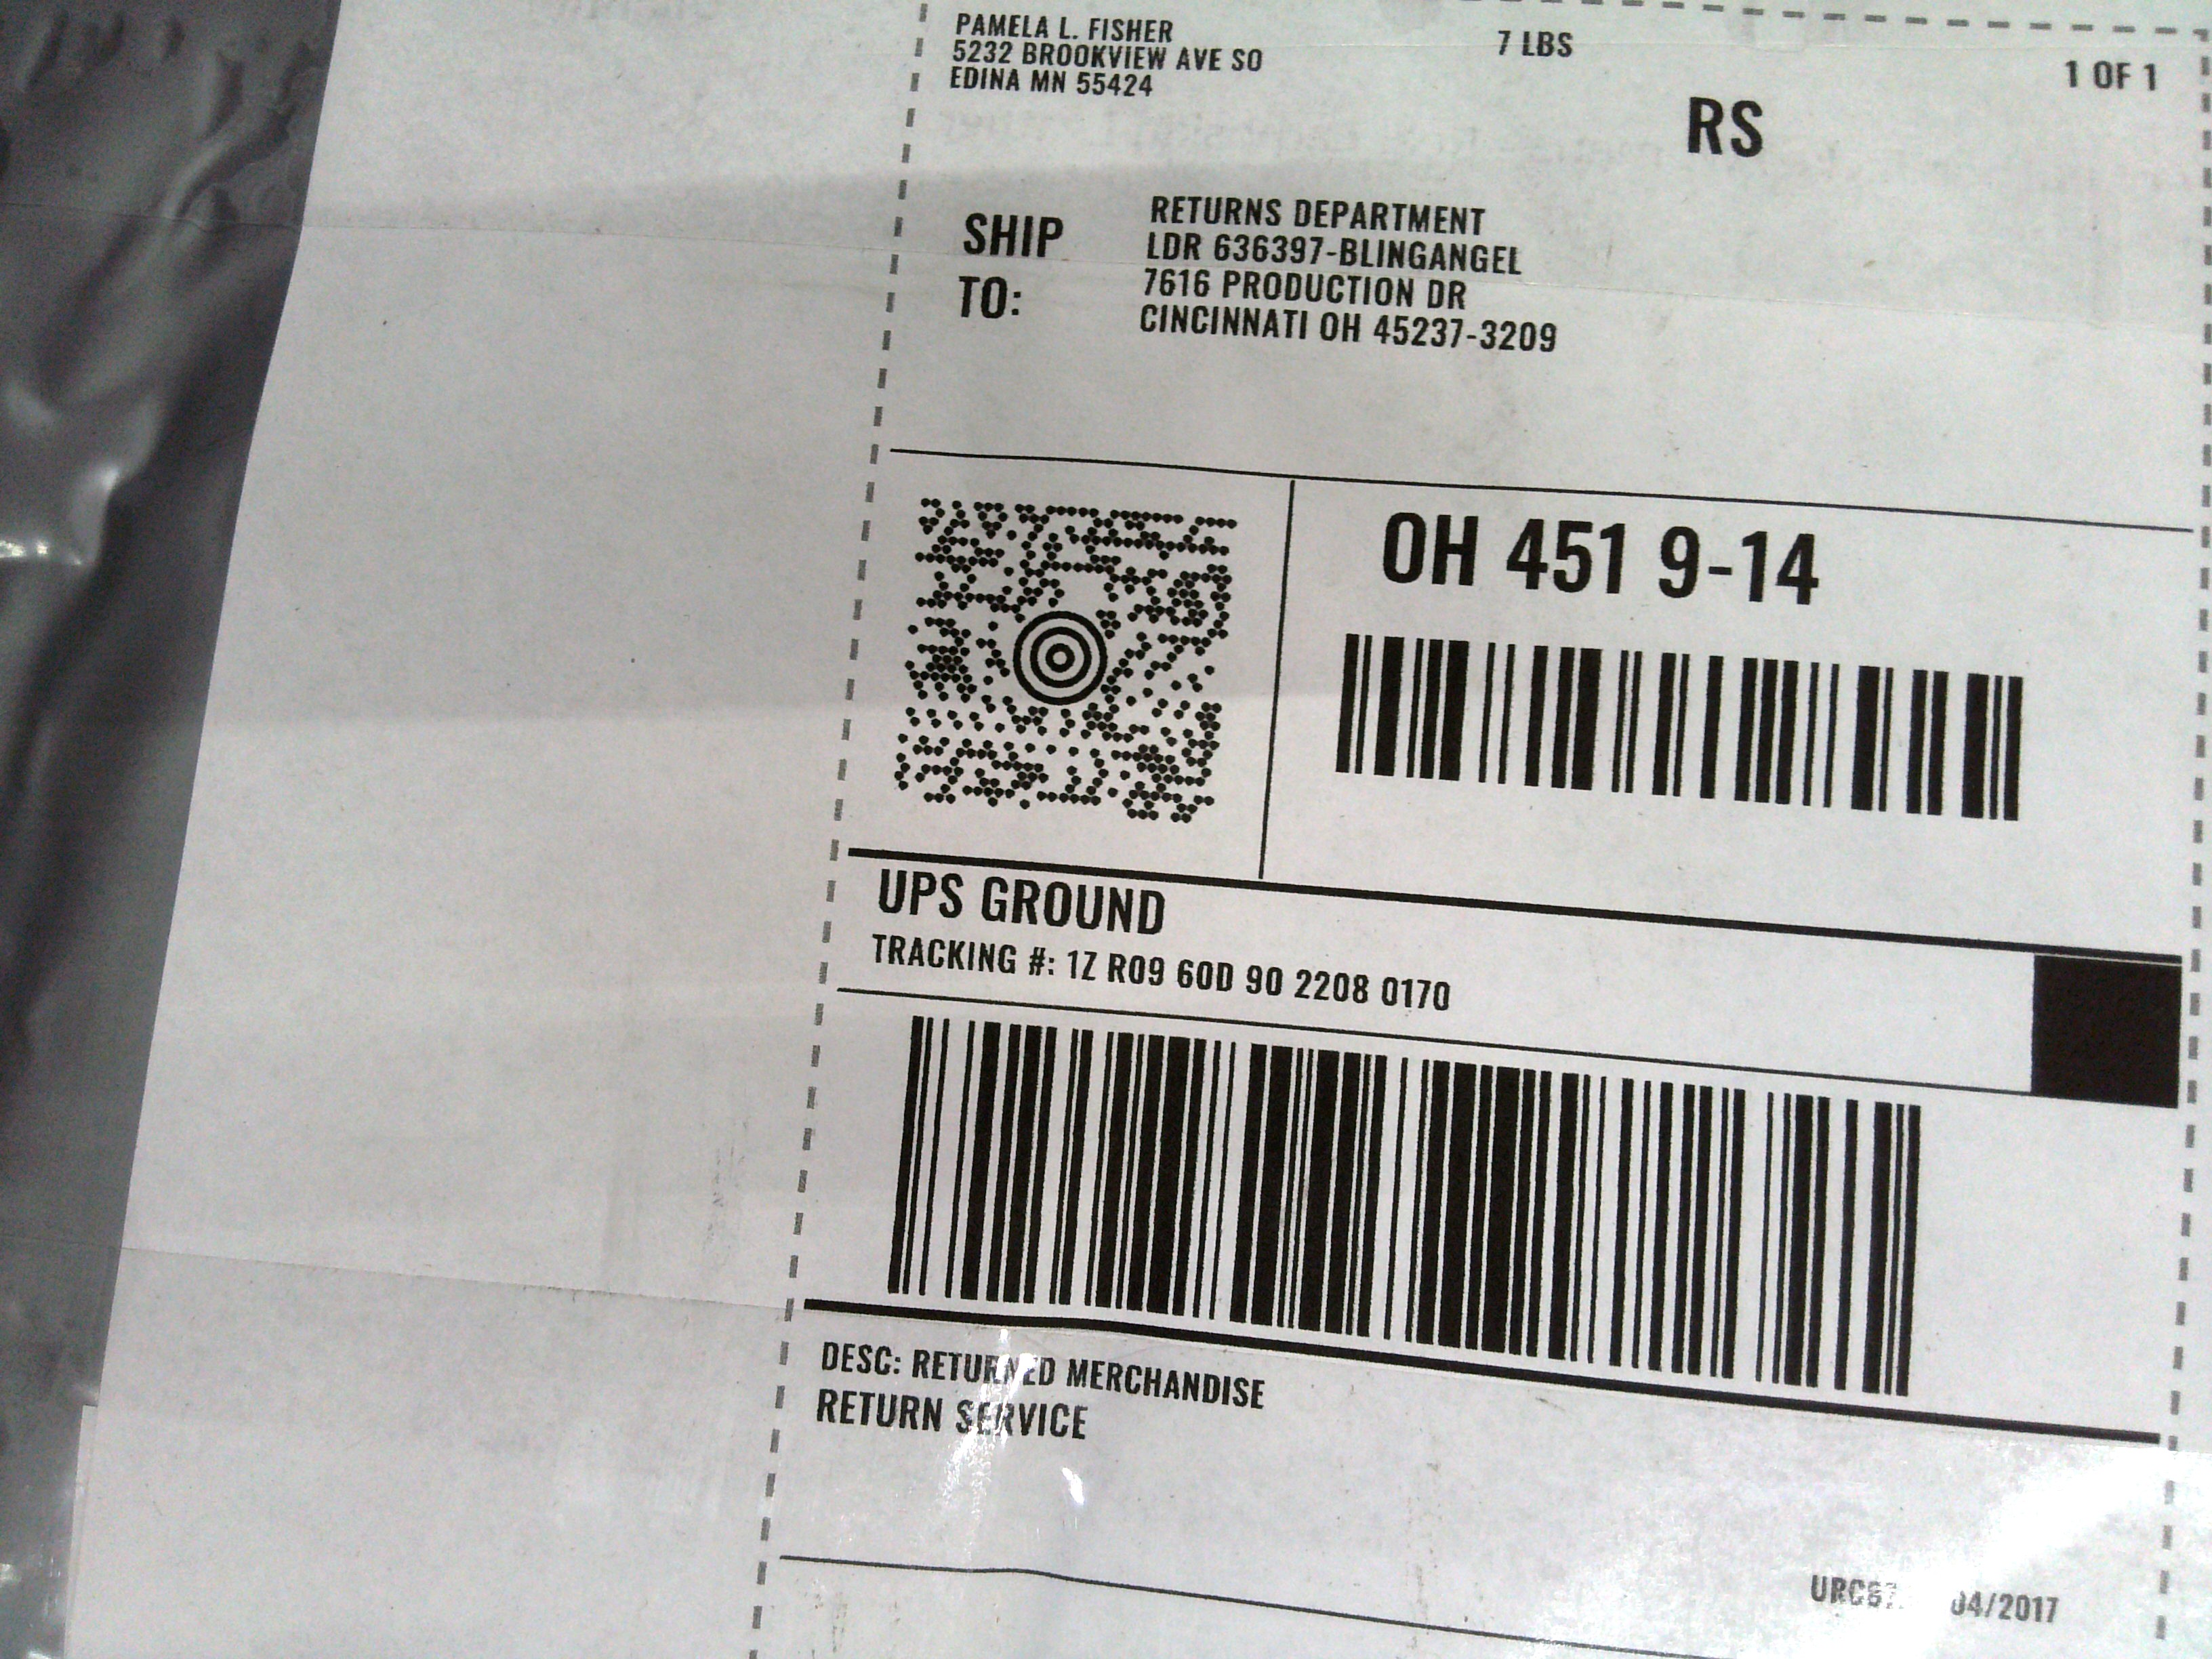 PAMELA L. FISHER
5232 BROOKVIEW AVE SO
EDINA MN 55424
7 LBS
1 OF 1
RS
SHIP TO:
RETURNS DEPARTMENT
LDR 636397-BLINGANGEL
7616 PRODUCTION DR
CINCINNATI OH 45237-3209
OH 451 9-14
UPS GROUND
TRACKING #: 1Z R09 60D 90 2208 0170
DESC: RETURNED MERCHANDISE
RETURN SERVICE
04/2017